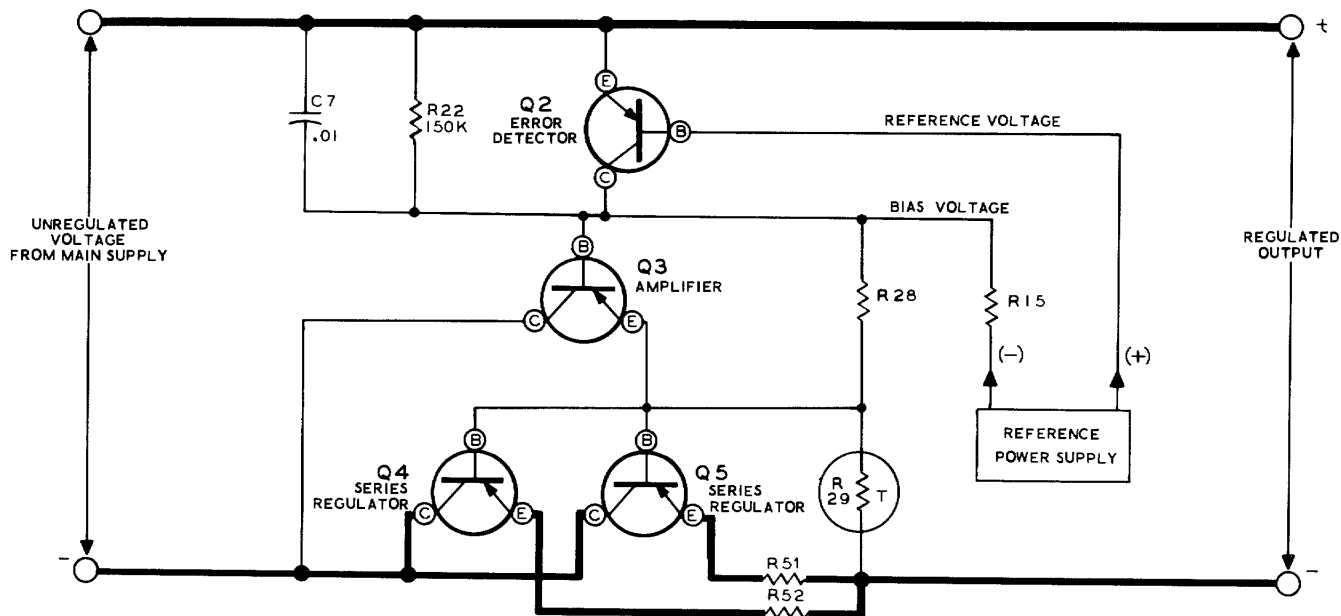 t
C7
.01
R22
150K
E
Q2
ERROR
DETECTOR
B
REFERENCE VOLTAGE
C
UNREGULATED
VOLTAGE
FROM MAIN SUPPLY
BIAS VOLTAGE
REGULATED
OUTPUT
B
Q3
AMPLIFIER
C
E
R28
R15
(-)
(+)
REFERENCE
POWER SUPPLY
B
B
Q4
SERIES
REGULATOR
C
E
Q5
SERIES
REGULATOR
C
E
R
29
T
-
R51
R52
-